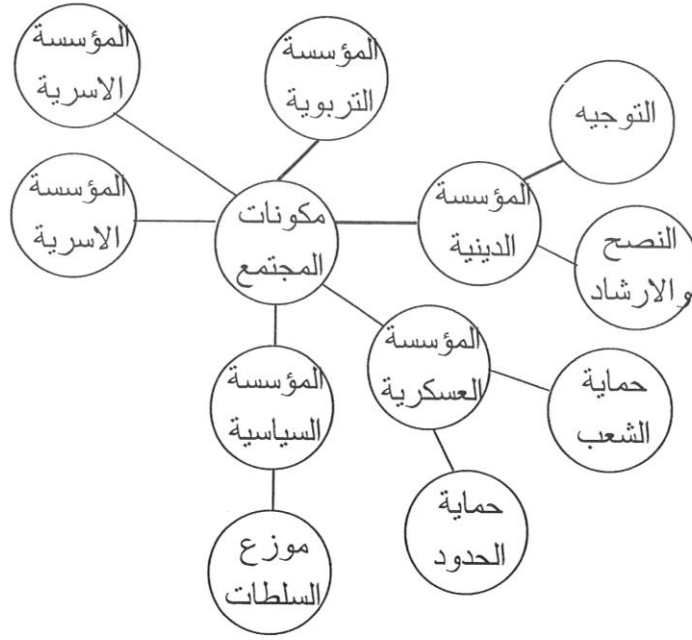 المؤسسة
الاسرية
المؤسسة
التربوية
التوجيه
المؤسسة
الاسرية
مكونات
المجتمع
المؤسسة
الدينية
النصح
والارشاد
المؤسسة
السياسية
المؤسسة
العسكرية
حماية
الشعب
حماية
الحدود
موزع
السلطات